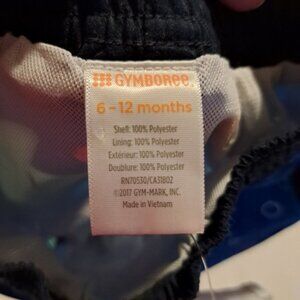 GYMBOREE.
6 - 12 months
Shell: 100% Polyester
Lining: 100% Polyester
Extérieur: 100% Polyester
Doublure: 100% Polyester
RN70530/CA31802
©2017 GYM-MARK, INC.
Made in Vietnam